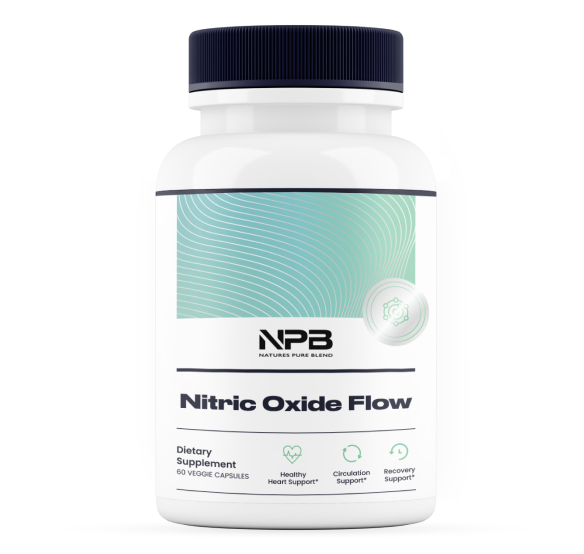 NPB
NATURES PURE BLEND
Nitric Oxide Flow
Dietary
Supplement
60 VEGGIE CAPSULES
Healthy
Heart Support*
Circulation
Support*
Recovery
Support*